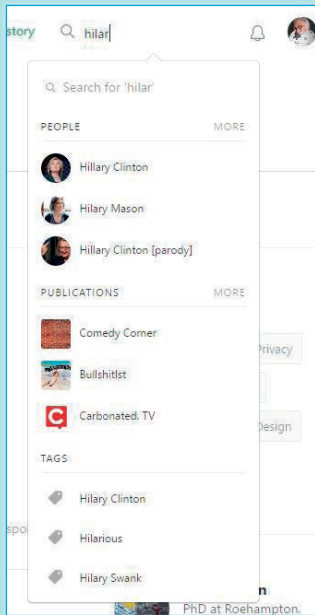 story
hilar
Search for 'hilar'
PEOPLE MORE
Hillary Clinton
Hilary Mason
Hillary Clinton [parody]
PUBLICATIONS MORE
Comedy Corner
Bullshitlst
Carbonated. TV
Privacy
Design
TAGS
Hilary Clinton
Hilarious
Hilary Swank
spo
n
PhD at Roehampton.